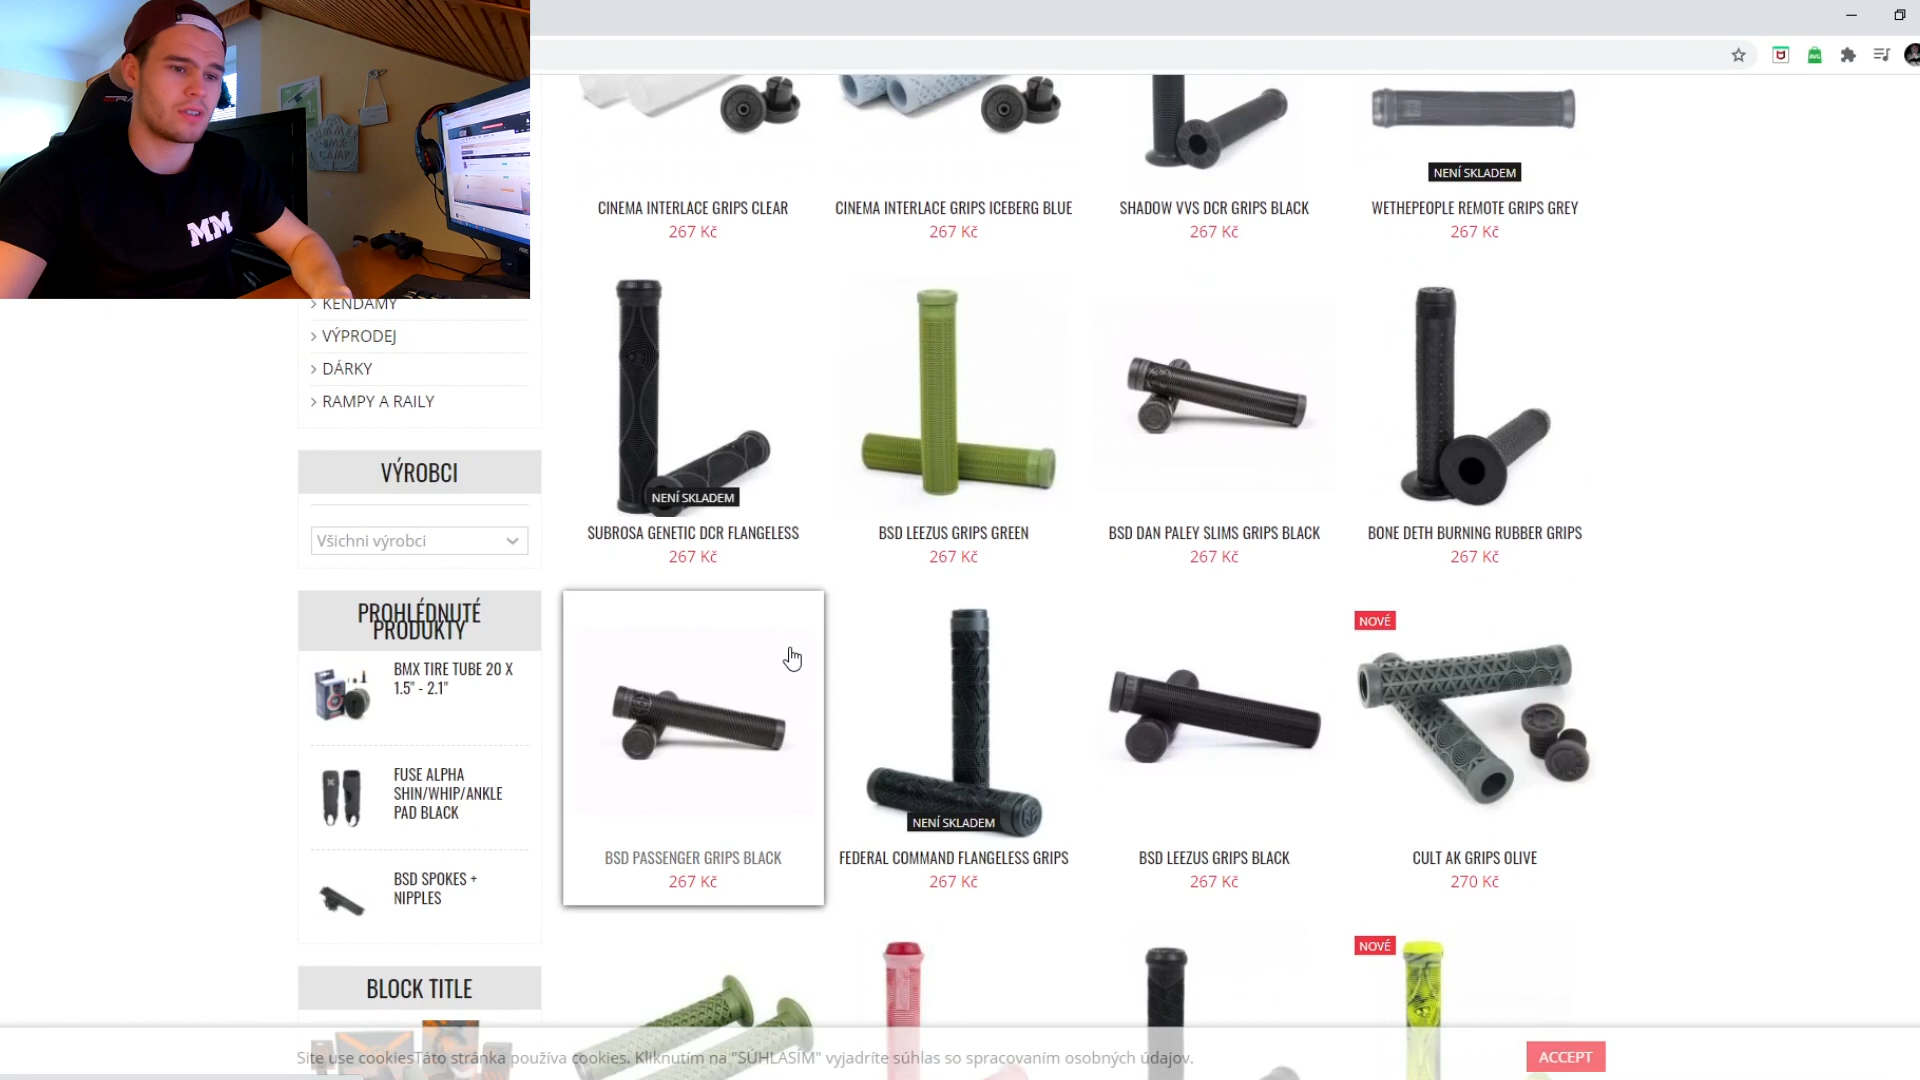 SUMMER
BMX
CAMP
MM
CINEMA INTERLACE GRIPS CLEAR
267 Kč
CINEMA INTERLACE GRIPS ICEBERG BLUE
267 Kč
SHADOW VVS DCR GRIPS BLACK
267 Kč
NENÍ SKLADEM
WETHEPEOPLE REMOTE GRIPS GREY
267 Kč
> KENDAMY
> VÝPRODEJ
> DÁRKY
> RAMPY A RAILY
VÝROBCI
Všichni výrobci
PROHLÉDNUTÉ
PRODUKTY
BMX TIRE TUBE 20 X
1.5" - 2.1"
FUSE ALPHA
SHIN/WHIP/ANKLE
PAD BLACK
BSD SPOKES +
NIPPLES
BLOCK TITLE
NENÍ SKLADEM
SUBROSA GENETIC DCR FLANGELESS
267 Kč
BSD LEEZUS GRIPS GREEN
267 Kč
BSD DAN PALEY SLIMS GRIPS BLACK
267 Kč
BONE DETH BURNING RUBBER GRIPS
267 Kč
BSD PASSENGER GRIPS BLACK
267 Kč
NENÍ SKLADEM
FEDERAL COMMAND FLANGELESS GRIPS
267 Kč
BSD LEEZUS GRIPS BLACK
267 Kč
NOVÉ
CULT AK GRIPS OLIVE
270 Kč
NOVÉ
Site use cookiesTáto stránka používa cookies. Kliknutím na "SÚHLASÍM" vyjadríte súhlas so spracovaním osobných údajov.
ACCEPT